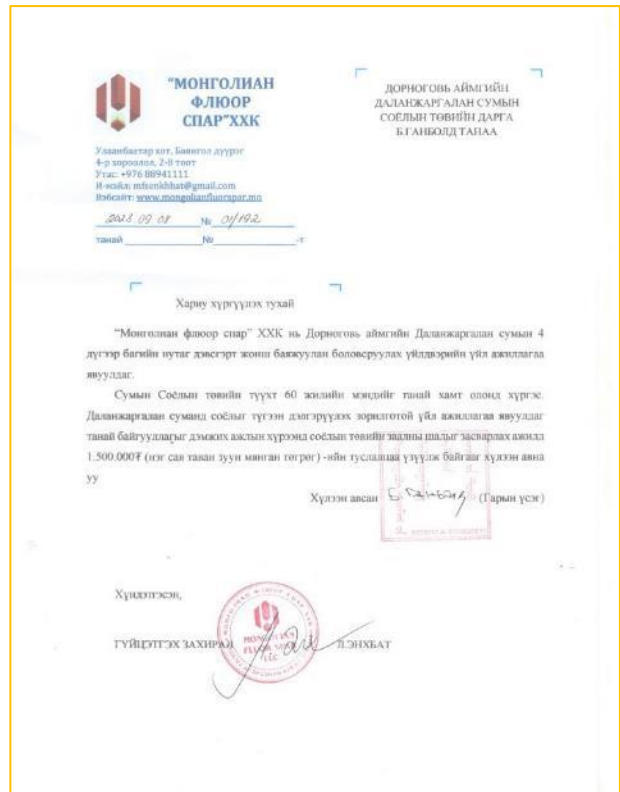 "МОНГОЛИАН
ФЛЮОР
СПАР"ХХК
Улаанбаатар хот, Баянгол дүүрэг
4-р хороолол, 2-8 тоот
Утас: +976 88941111
И-мэйл: mfsenkhbat@gmail.com
Вэбсайт: www.mongolianfluorspar.mn
2023 09 08 № 01/192
танай № -т
ДОРНОГОВЬ АЙМГИЙН
ДАЛАНЖАРГАЛАН СУМЫН
СОЁЛЫН ТӨВИЙН ДАРГА
Б.ГАНБОЛД ТАНАА
Хариу хүргүүлэх тухай
"Монголиан флюор спар" ХХК нь Дорноговь аймгийн Даланжаргалан сумын 4
дүгээр багийн нутаг дэвсгэрт жонш баяжуулан боловсруулах үйлдвэрийн үйл ажиллагаа
явуулдаг.
Сумын Соёлын төвийн түүхт 60 жилийн мэндийг танай хамт олонд хүргэе.
Даланжаргалан суманд соёлыг түгээн дэлгэрүүлэх зорилготой үйл ажиллагаа явуулдаг
танай байгууллагыг дэмжих ажлын хүрээнд соёлын төвийн заалны шалыг засварлах ажилд
1.500.000₮ (нэг сая таван зуун мянган төгрөг) -ийн тусламж үзүүлж байгааг хүлээн авна
уу
Хүлээн авсан Б. Ганболд (Гарын үсэг)
Хүндэтгэсэн,
ГҮЙЦЭТГЭХ ЗАХИРАЛ Л.ЭНХБАТ
MONGOLIAN
FLUOR SPAR
LLC